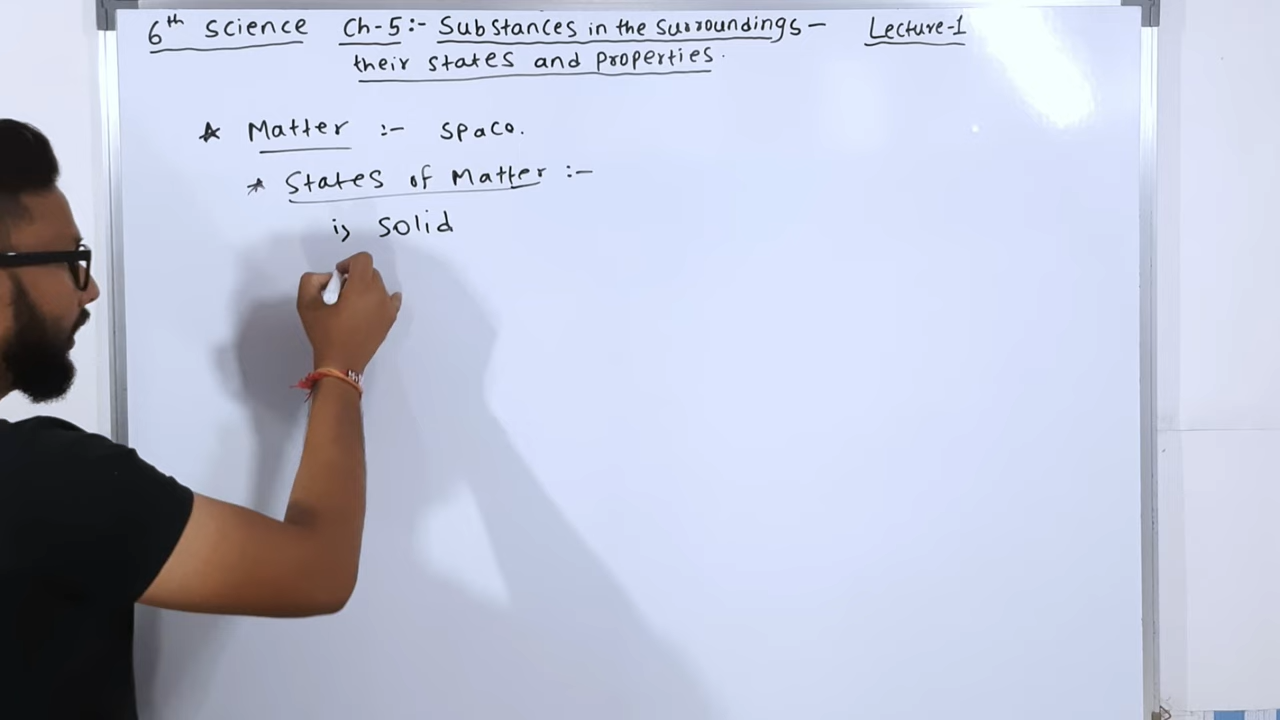 6th Science Ch-5:- Substances in the Surroundings - Lecture-1
their states and properties.
* Matter :- Space.
* States of Matter :-
i) Solid